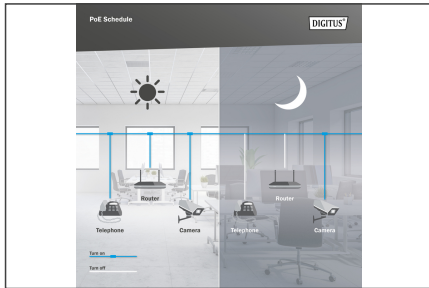 PoE Schedule
DIGITUS®
Router
Router
Telephone
Camera
Telephone
Camera
Turn on
Turn off